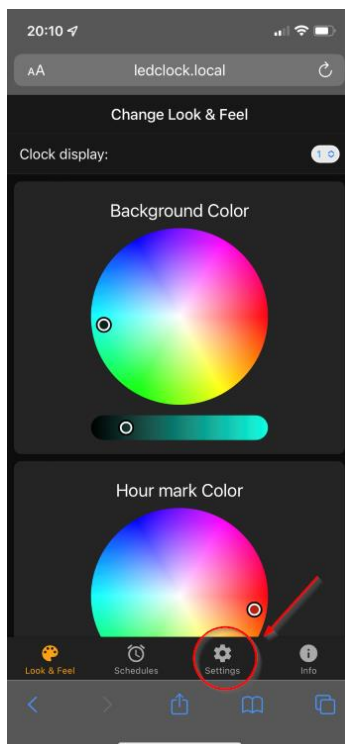 20:10
AA
ledclock.local
Change Look & Feel
Clock display:
1
Background Color
Hour mark Color
Look & Feel
Schedules
Settings
Info